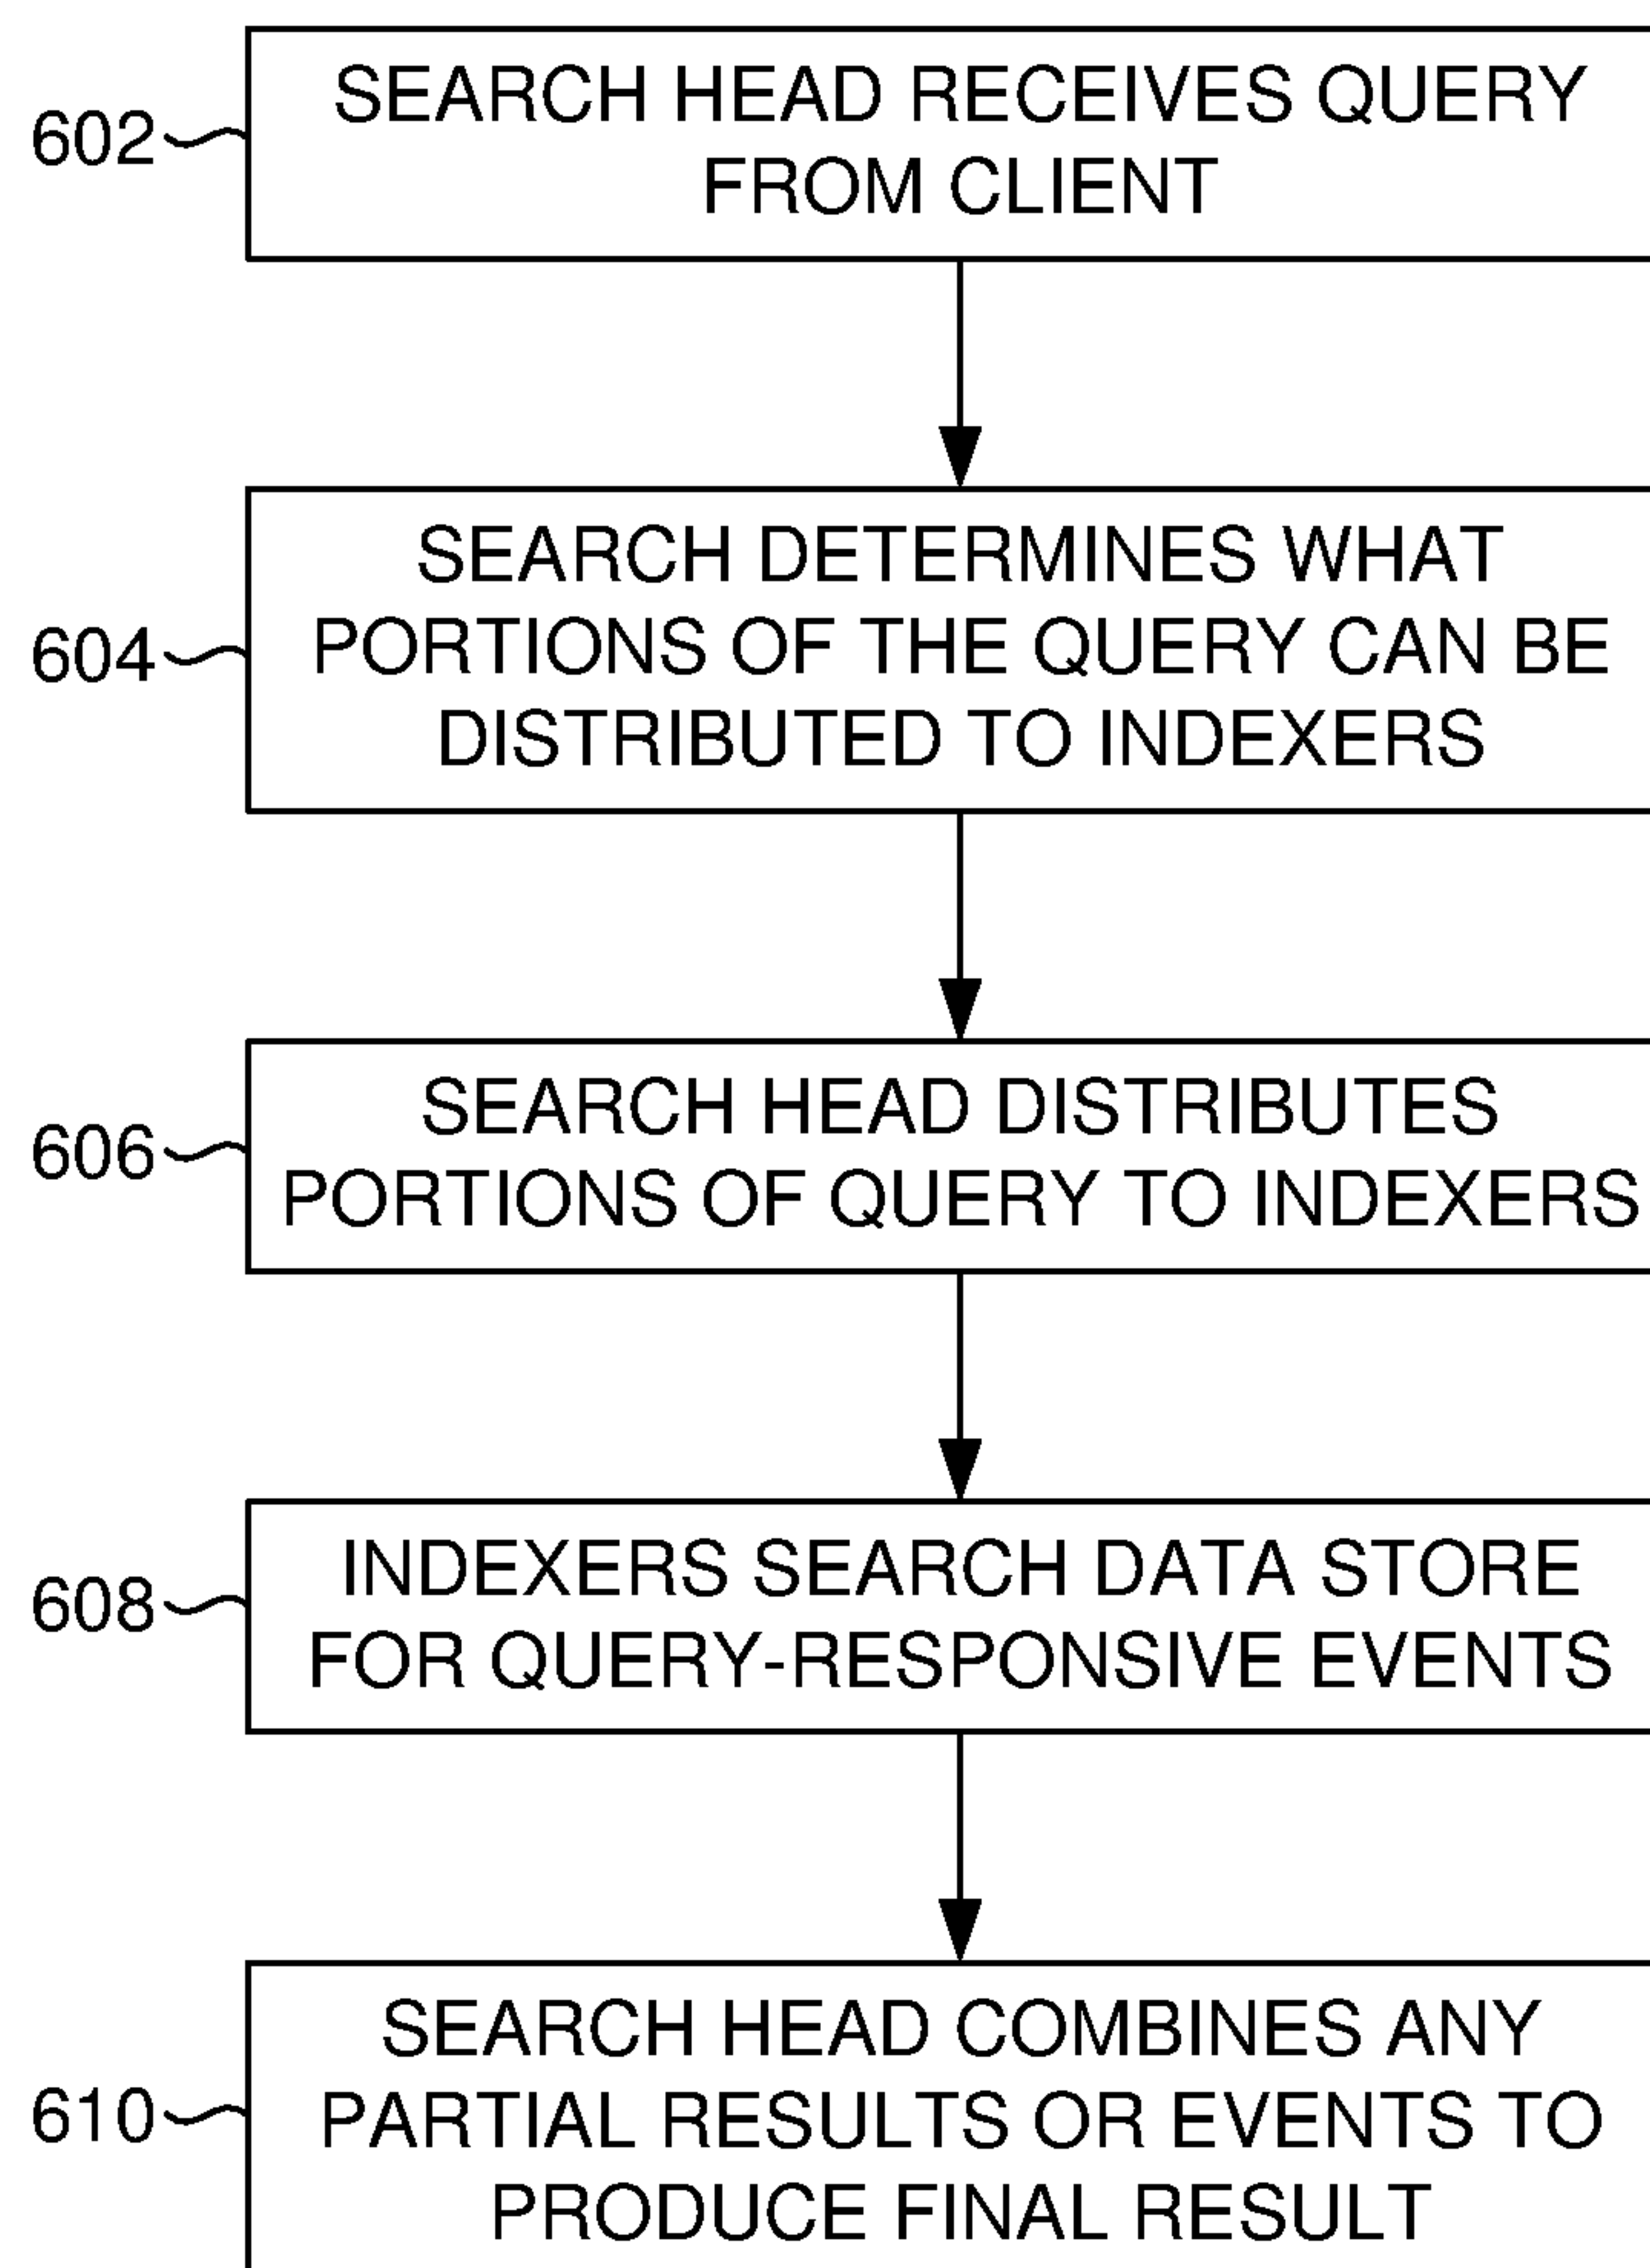 602
SEARCH HEAD RECEIVES QUERY
FROM CLIENT
604
SEARCH DETERMINES WHAT
PORTIONS OF THE QUERY CAN BE
DISTRIBUTED TO INDEXERS
606
SEARCH HEAD DISTRIBUTES
PORTIONS OF QUERY TO INDEXERS
608
INDEXERS SEARCH DATA STORE
FOR QUERY-RESPONSIVE EVENTS
610
SEARCH HEAD COMBINES ANY
PARTIAL RESULTS OR EVENTS TO
PRODUCE FINAL RESULT